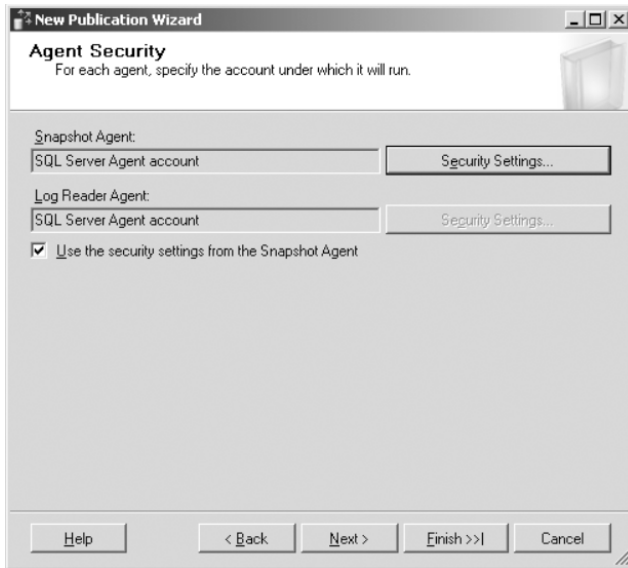 New Publication Wizard
Agent Security
For each agent, specify the account under which it will run.
Snapshot Agent:
SQL Server Agent account
Security Settings...
Log Reader Agent:
SQL Server Agent account
Security Settings...
Use the security settings from the Snapshot Agent
Help
< Back
Next >
Finish >>|
Cancel